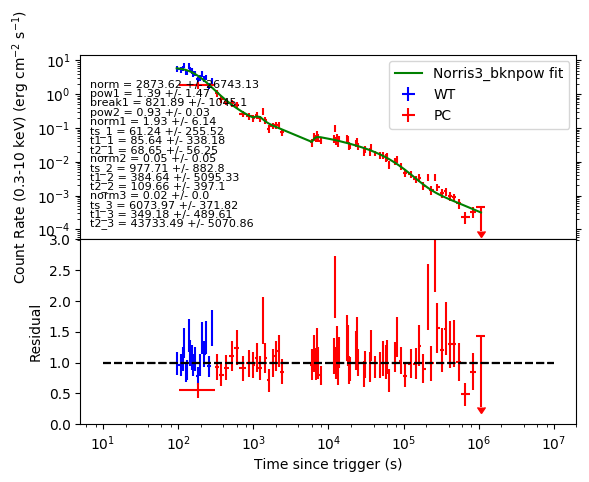 Norris3_bknpow fit
WT
PC
norm = 2873.62 +/- 26743.13
pow1 = 1.39 +/- 1.47
break1 = 821.89 +/- 1045.1
pow2 = 0.93 +/- 0.03
norm1 = 1.93 +/- 6.14
ts_1 = 61.24 +/- 255.52
t1_1 = 85.64 +/- 338.18
t2_1 = 68.65 +/- 56.25
norm2 = 0.05 +/- 0.05
ts_2 = 977.71 +/- 882.8
t1_2 = 384.64 +/- 5095.33
t2_2 = 109.66 +/- 397.1
norm3 = 0.02 +/- 0.0
ts_3 = 6073.97 +/- 371.82
t1_3 = 349.18 +/- 489.61
t2_3 = 43733.49 +/- 5070.86
Count Rate (0.3-10 keV) (erg cm⁻² s⁻¹)
10¹
10⁰
10⁻¹
10⁻²
10⁻³
10⁻⁴
3.0
2.5
2.0
1.5
1.0
0.5
0.0
Residual
10¹ 10² 10³ 10⁴ 10⁵ 10⁶ 10⁷
Time since trigger (s)